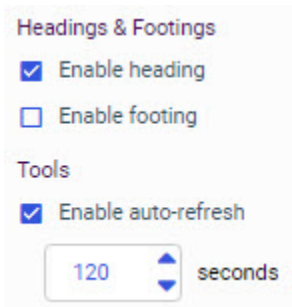 Headings & Footings
Enable heading
Enable footing
Tools
Enable auto-refresh
120 seconds